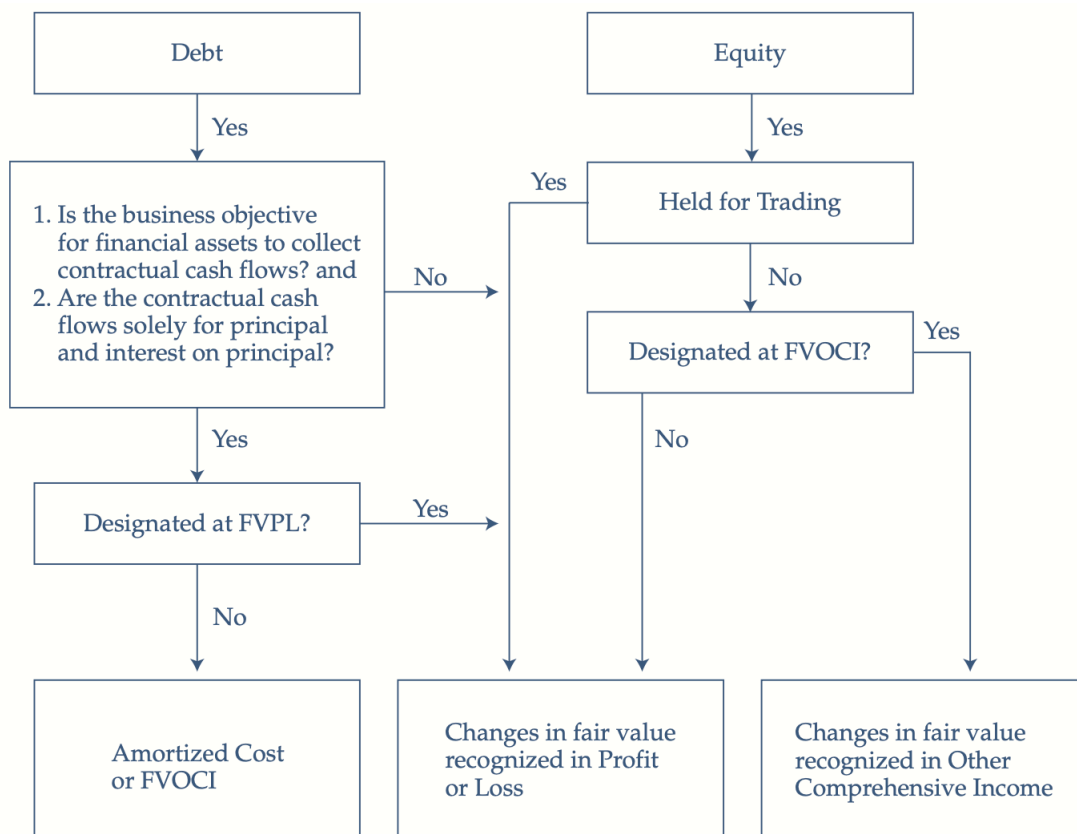 Debt
Equity
Yes
Yes
1. Is the business objective
for financial assets to collect
contractual cash flows? and
2. Are the contractual cash
flows solely for principal
and interest on principal?
No
Yes
Held for Trading
No
Designated at FVOCI?
Yes
Yes
No
Designated at FVPL?
Yes
No
Amortized Cost
or FVOCI
Changes in fair value
recognized in Profit
or Loss
Changes in fair value
recognized in Other
Comprehensive Income